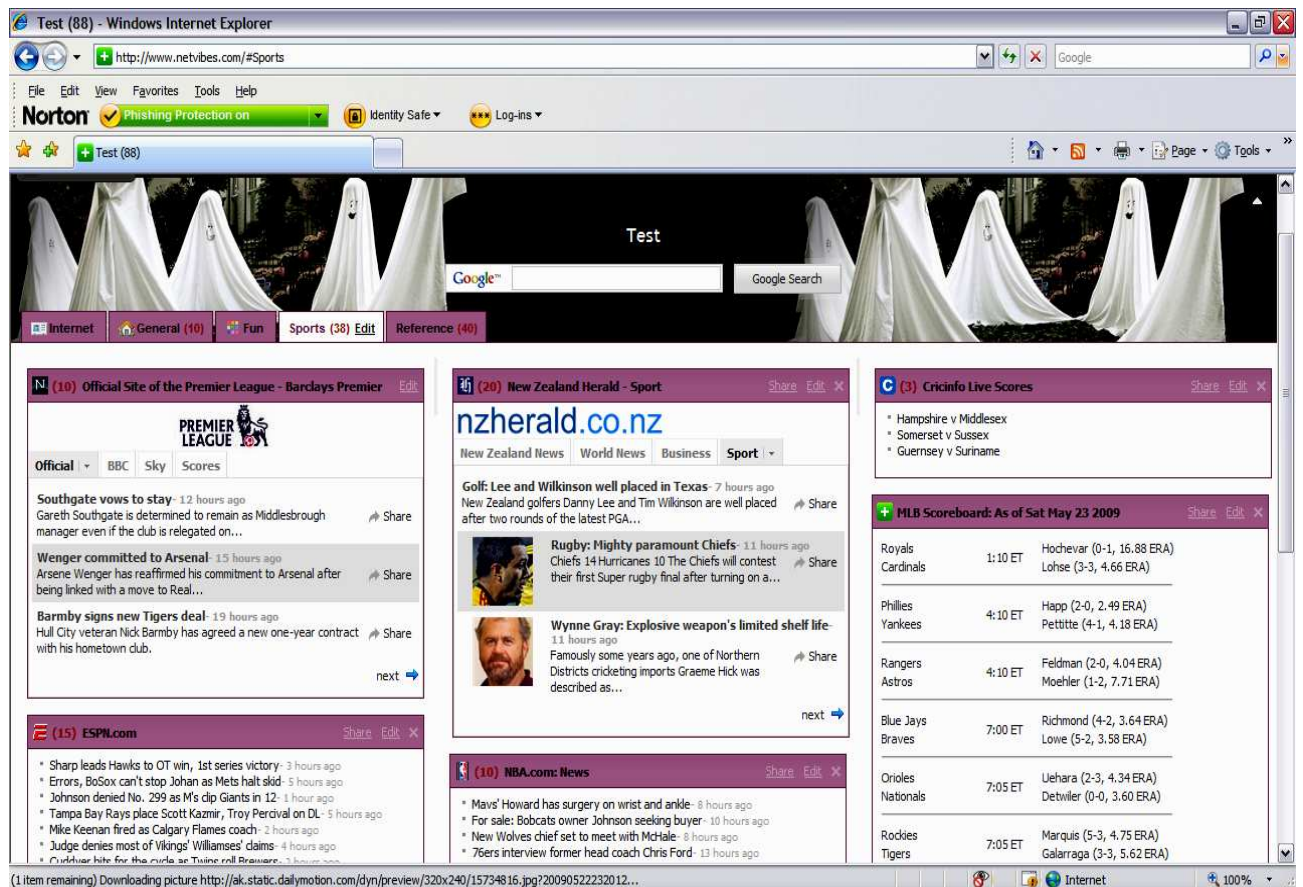 Test (88) - Windows Internet Explorer
http://www.netvibes.com/#Sports
Google
File Edit View Favorites Tools Help
Norton Phishing Protection on Identity Safe Log-ins
Test (88)
Page Tools
Test
Google™ Google Search
Internet General (10) Fun Sports (38) Edit Reference (40)
(10) Official Site of the Premier League - Barclays Premier Edit
PREMIER
LEAGUE
Official BBC Sky Scores
Southgate vows to stay- 12 hours ago
Gareth Southgate is determined to remain as Middlesbrough
manager even if the club is relegated on...
Share
Wenger committed to Arsenal- 15 hours ago
Arsene Wenger has reaffirmed his commitment to Arsenal after
being linked with a move to Real...
Share
Barmby signs new Tigers deal- 19 hours ago
Hull City veteran Nick Barmby has agreed a new one-year contract
with his hometown club.
Share
next
(15) ESPN.com Share Edit
Sharp leads Hawks to OT win, 1st series victory- 3 hours ago
Errors, BoSox can't stop Johan as Mets halt skid- 5 hours ago
Johnson denied No. 299 as M's clip Giants in 12- 1 hour ago
Tampa Bay Rays place Scott Kazmir, Troy Percival on DL- 5 hours ago
Mike Keenan fired as Calgary Flames coach- 2 hours ago
Judge denies most of Vikings' Williamses' claims- 4 hours ago
Cuddyer hits for the cycle as Twins roll Brewers- 2 hours ago
(20) New Zealand Herald - Sport Share Edit
nzherald.co.nz
New Zealand News World News Business Sport
Golf: Lee and Wilkinson well placed in Texas- 7 hours ago
New Zealand golfers Danny Lee and Tim Wilkinson are well placed
after two rounds of the latest PGA...
Share
Rugby: Mighty paramount Chiefs- 11 hours ago
Chiefs 14 Hurricanes 10 The Chiefs will contest
their first Super rugby final after turning on a...
Share
Wynne Gray: Explosive weapon's limited shelf life-
11 hours ago
Famously some years ago, one of Northern
Districts cricketing imports Graeme Hick was
described as...
Share
next
(10) NBA.com: News Share Edit
Mavs' Howard has surgery on wrist and ankle- 8 hours ago
For sale: Bobcats owner Johnson seeking buyer- 10 hours ago
New Wolves chief set to meet with McHale- 8 hours ago
76ers interview former head coach Chris Ford- 13 hours ago
(3) Cricinfo Live Scores Share Edit
Hampshire v Middlesex
Somerset v Sussex
Guernsey v Suriname
MLB Scoreboard: As of Sat May 23 2009 Share Edit
Royals
Cardinals
1:10 ET
Hochevar (0-1, 16.88 ERA)
Lohse (3-3, 4.66 ERA)
Phillies
Yankees
4:10 ET
Happ (2-0, 2.49 ERA)
Pettitte (4-1, 4.18 ERA)
Rangers
Astros
4:10 ET
Feldman (2-0, 4.04 ERA)
Moehler (1-2, 7.71 ERA)
Blue Jays
Braves
7:00 ET
Richmond (4-2, 3.64 ERA)
Lowe (5-2, 3.58 ERA)
Orioles
Nationals
7:05 ET
Uehara (2-3, 4.34 ERA)
Detwiler (0-0, 3.60 ERA)
Rockies
Tigers
7:05 ET
Marquis (5-3, 4.75 ERA)
Galarraga (3-3, 5.62 ERA)
(1 item remaining) Downloading picture http://ak.static.dailymotion.com/dyn/preview/320x240/15734816.jpg?20090522232012...
Internet 100%